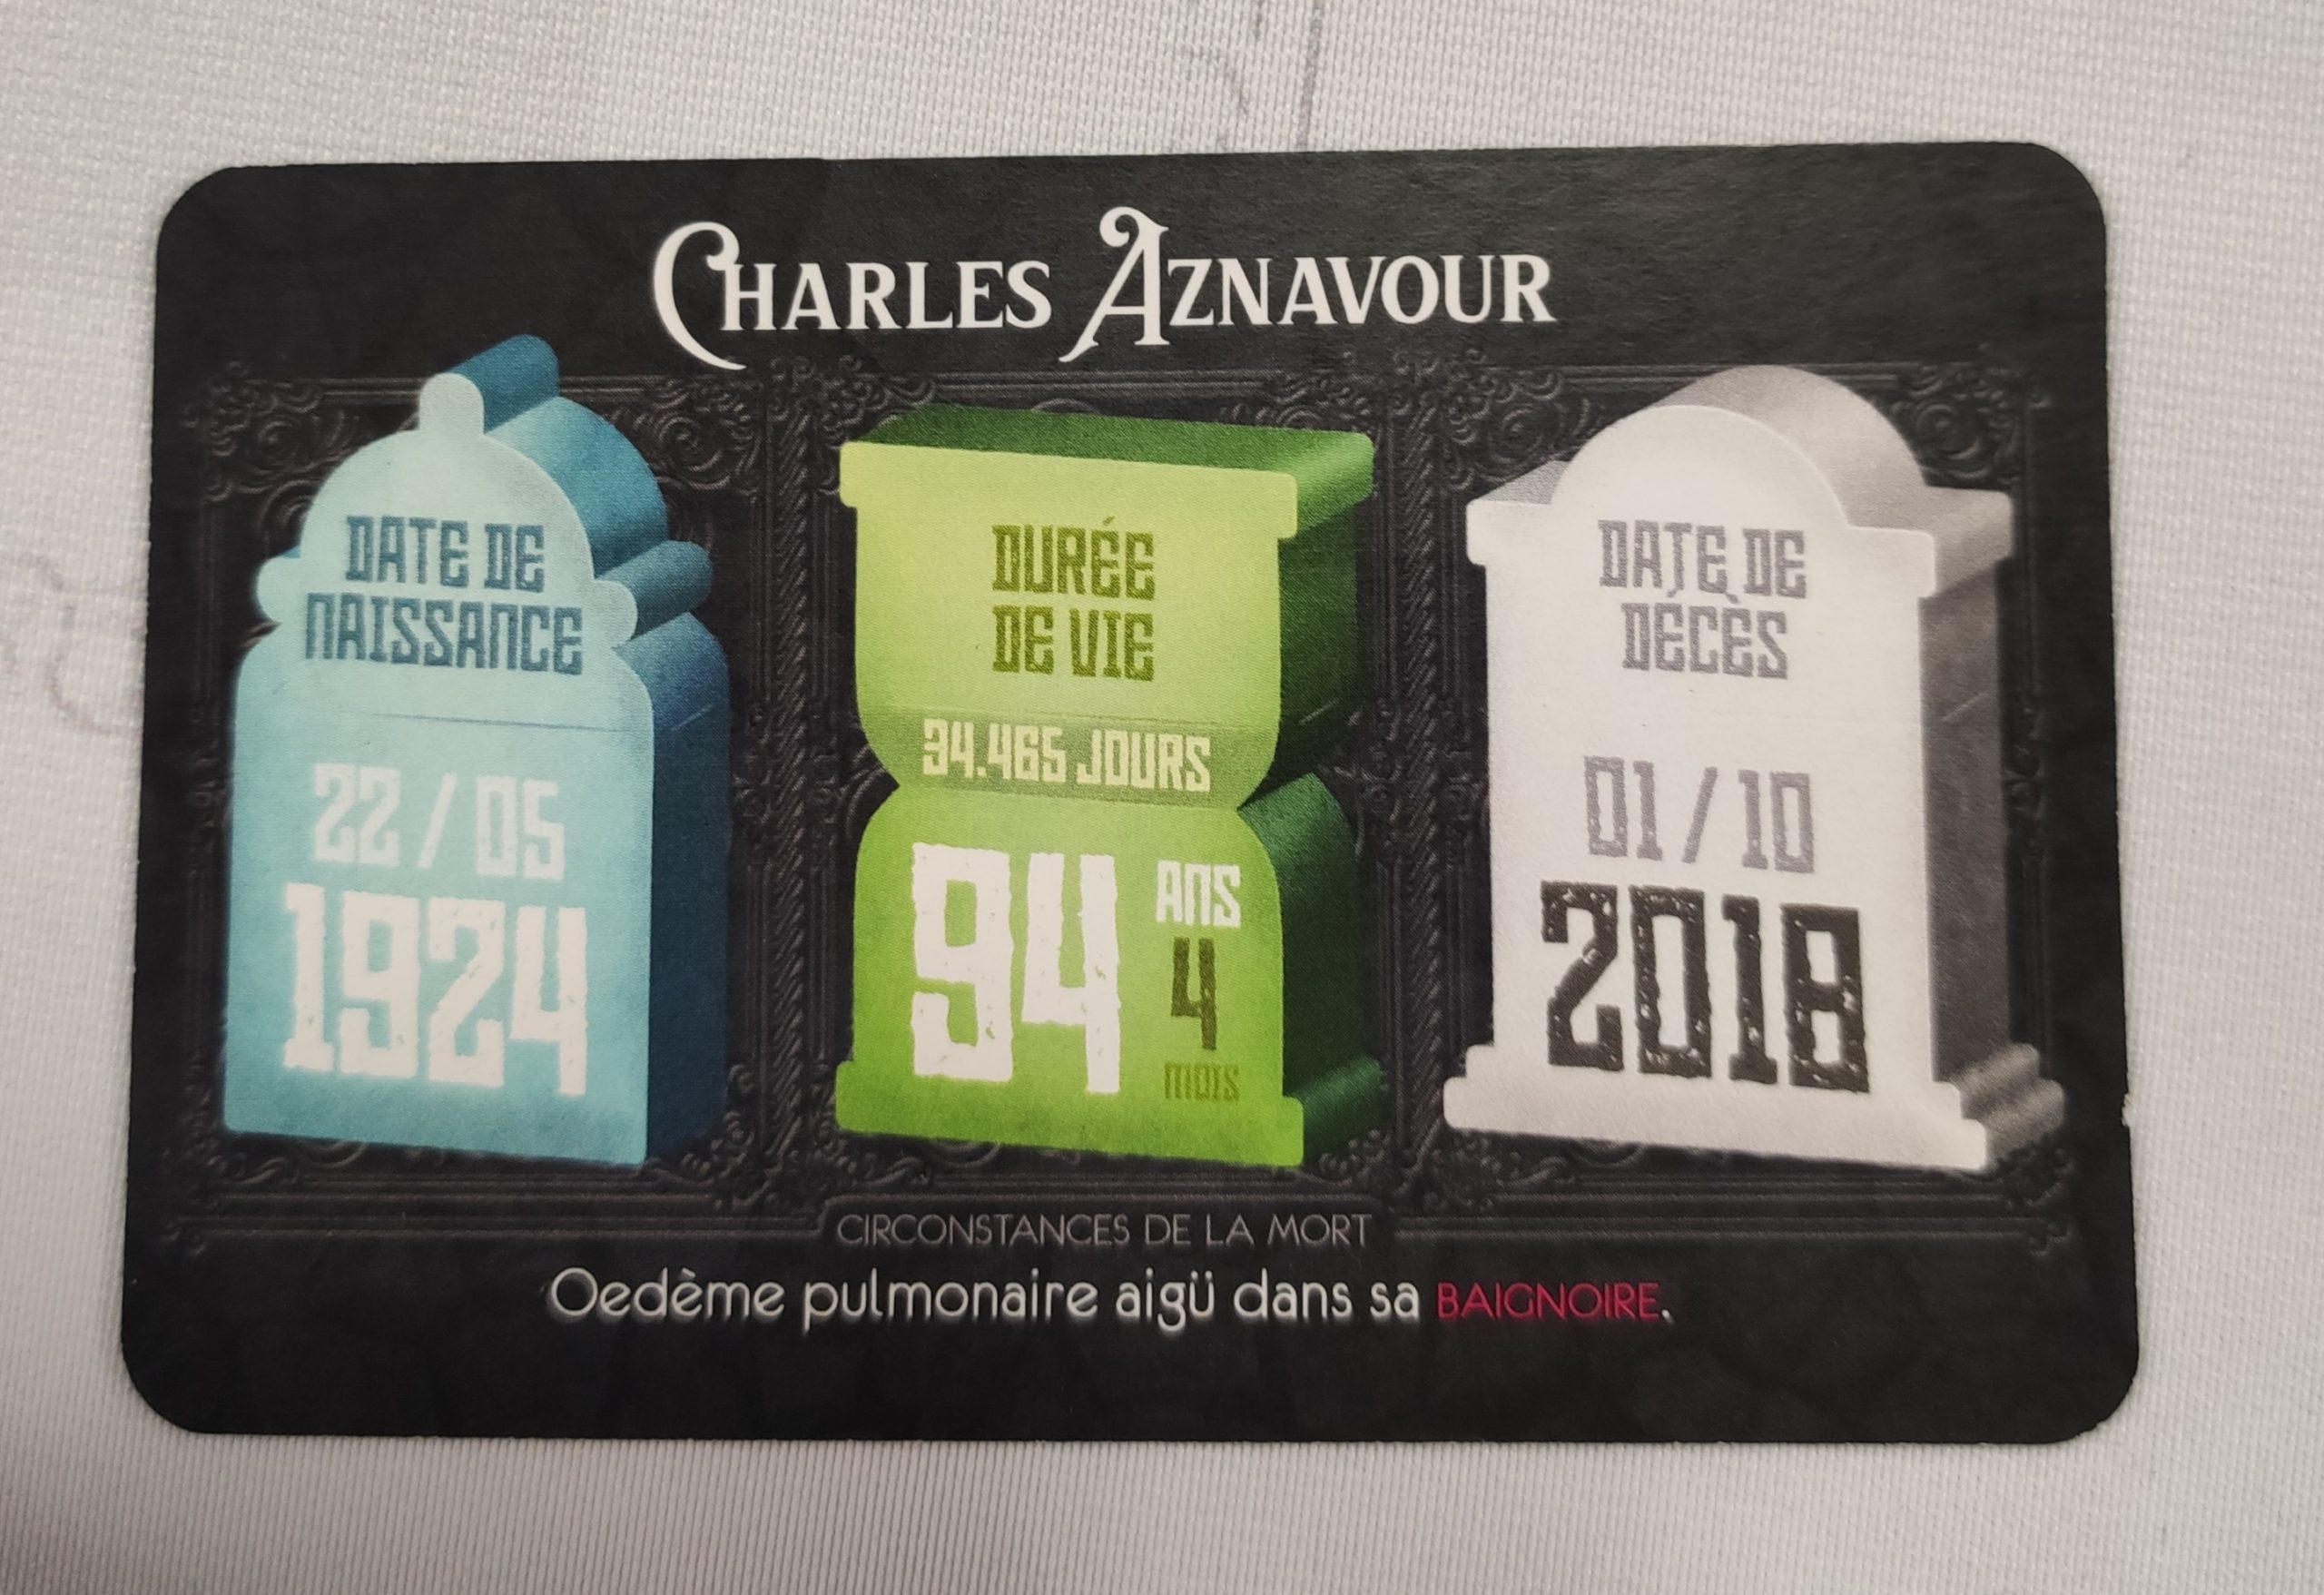 CHARLES AZNAVOUR
DATE DE
NAISSANCE
22 / 05
1924
DURÉE
DE VIE
34.465 JOURS
94 ANS
4
MOIS
DATE DE
DÉCÈS
01 / 10
2018
CIRCONSTANCES DE LA MORT
Oedème pulmonaire aigü dans sa BAIGNOIRE.